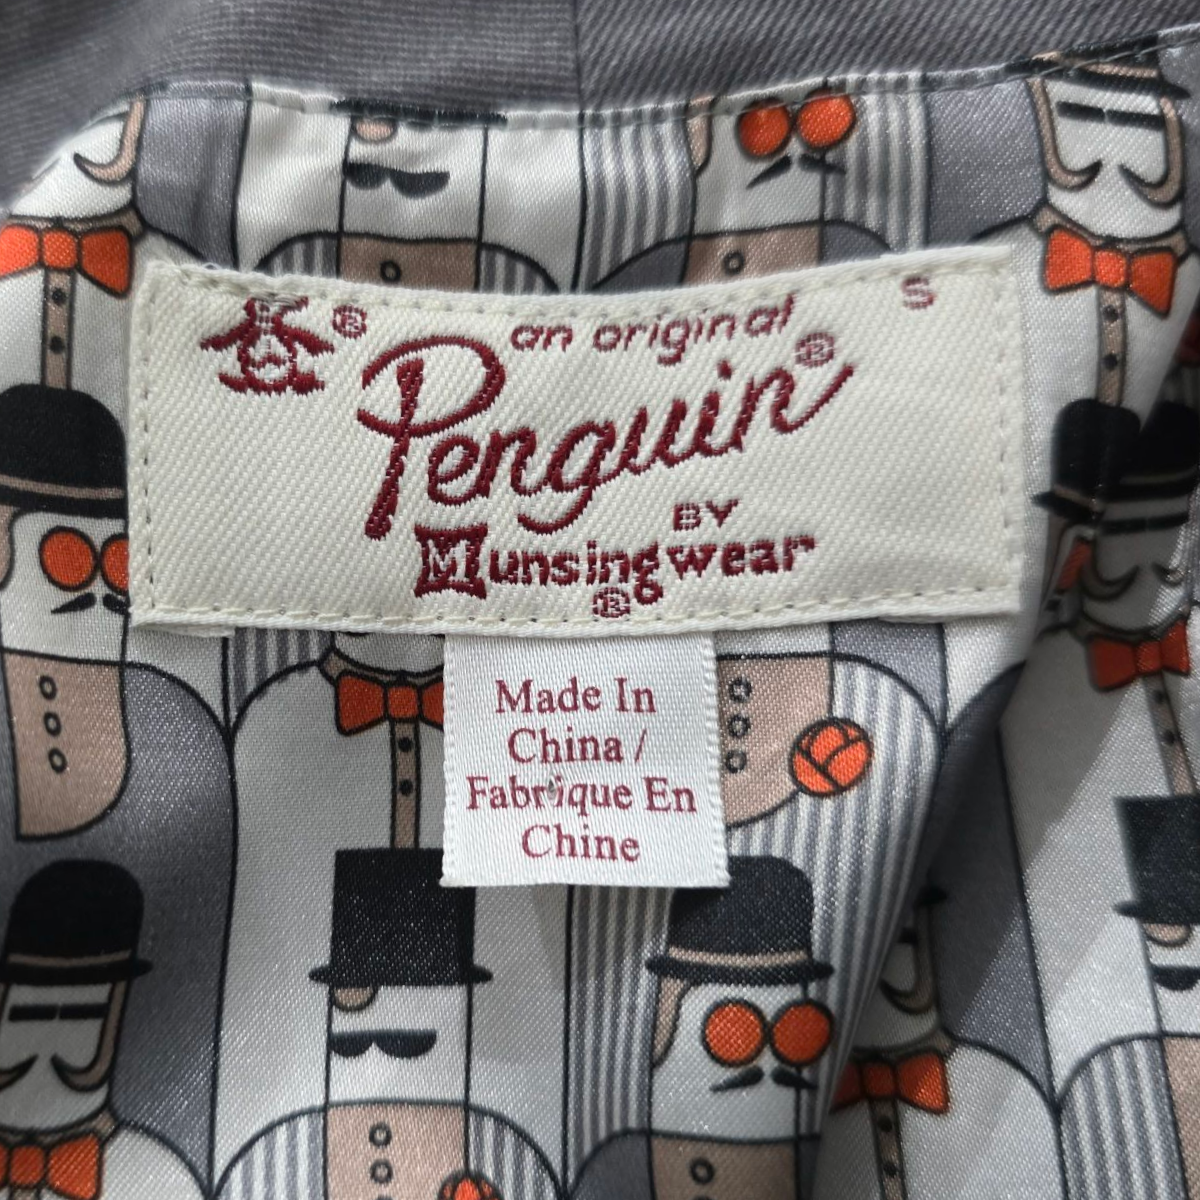 an original S
Penguin®
BY
Munsingwear
®
Made In
China /
Fabrique En
Chine